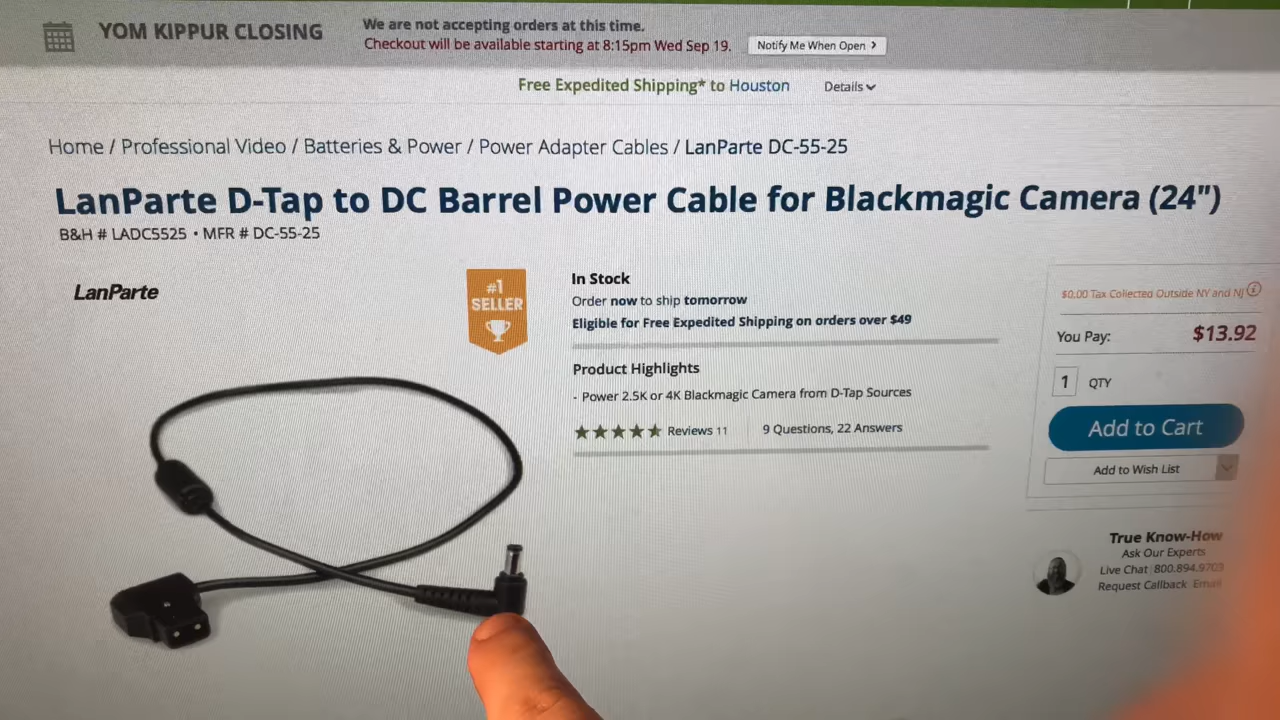 YOM KIPPUR CLOSING
We are not accepting orders at this time.
Checkout will be available starting at 8:15pm Wed Sep 19.
Notify Me When Open >
Free Expedited Shipping* to Houston
Details
Home / Professional Video / Batteries & Power / Power Adapter Cables / LanParte DC-55-25
LanParte D-Tap to DC Barrel Power Cable for Blackmagic Camera (24")
B&H # LADC5525 • MFR # DC-55-25
LanParte
#1
SELLER
In Stock
Order now to ship tomorrow
Eligible for Free Expedited Shipping on orders over $49
Product Highlights
- Power 2.5K or 4K Blackmagic Camera from D-Tap Sources
Reviews 11
9 Questions, 22 Answers
$0.00 Tax Collected Outside NY and NJ
You Pay: $13.92
1 QTY
Add to Cart
Add to Wish List
True Know-How
Ask Our Experts
Live Chat 800.894.9703
Request Callback Email